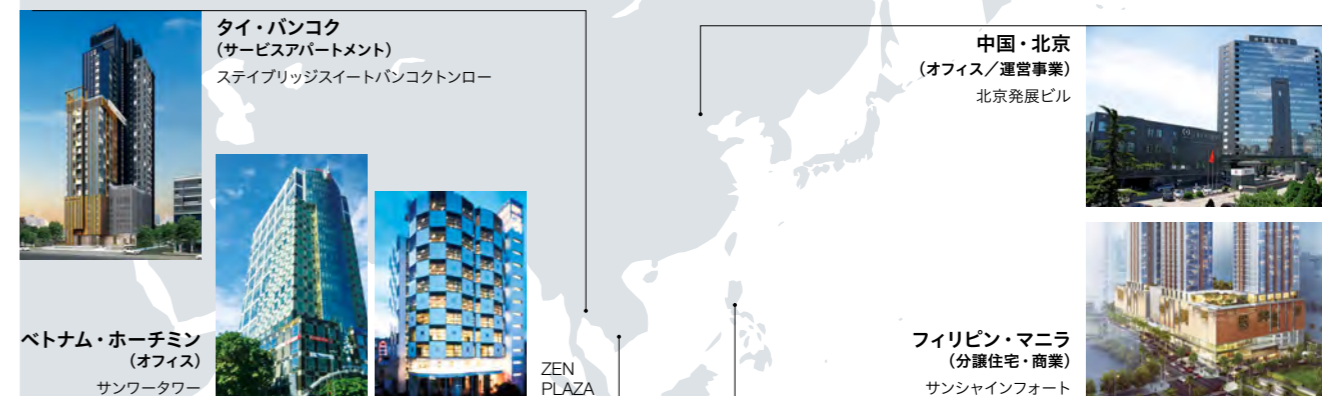 タイ・バンコク
（サービスアパートメント）
ステイブリッジスイートバンコクトンロー
中国・北京
（オフィス／運営事業）
北京発展ビル
ベトナム・ホーチミン
（オフィス）
サンワータワー
ZEN
PLAZA
フィリピン・マニラ
（分譲住宅・商業）
サンシャインフォート